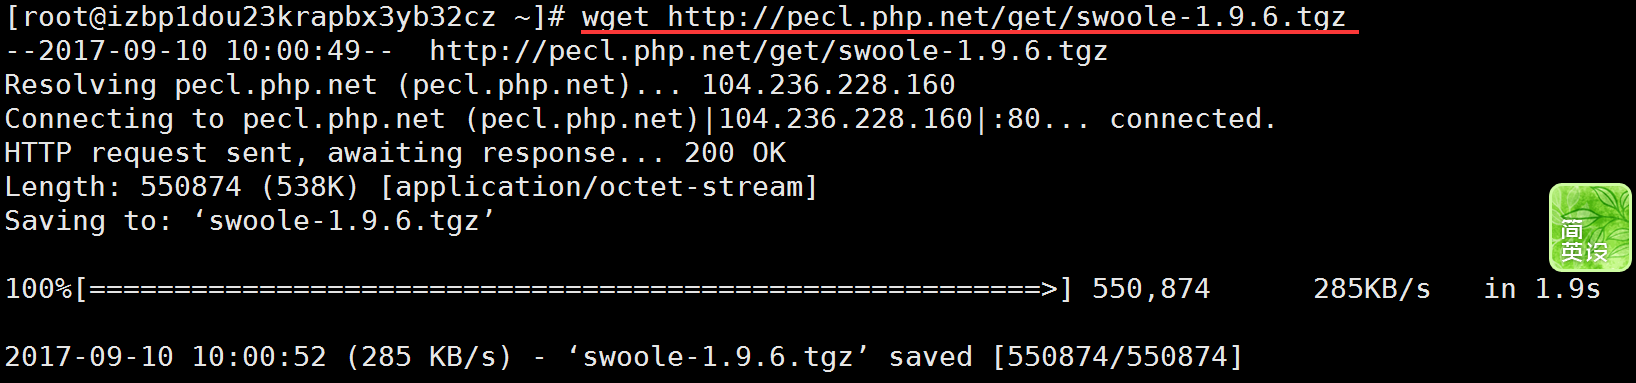 [root@izbp1dou23krapbx3yb32cz ~]# wget http://pecl.php.net/get/swoole-1.9.6.tgz
--2017-09-10 10:00:49--  http://pecl.php.net/get/swoole-1.9.6.tgz
Resolving pecl.php.net (pecl.php.net)... 104.236.228.160
Connecting to pecl.php.net (pecl.php.net)|104.236.228.160|:80... connected.
HTTP request sent, awaiting response... 200 OK
Length: 550874 (538K) [application/octet-stream]
Saving to: ‘swoole-1.9.6.tgz’
简
英设
100%[========================================================>] 550,874      285KB/s   in 1.9s
2017-09-10 10:00:52 (285 KB/s) - ‘swoole-1.9.6.tgz’ saved [550874/550874]